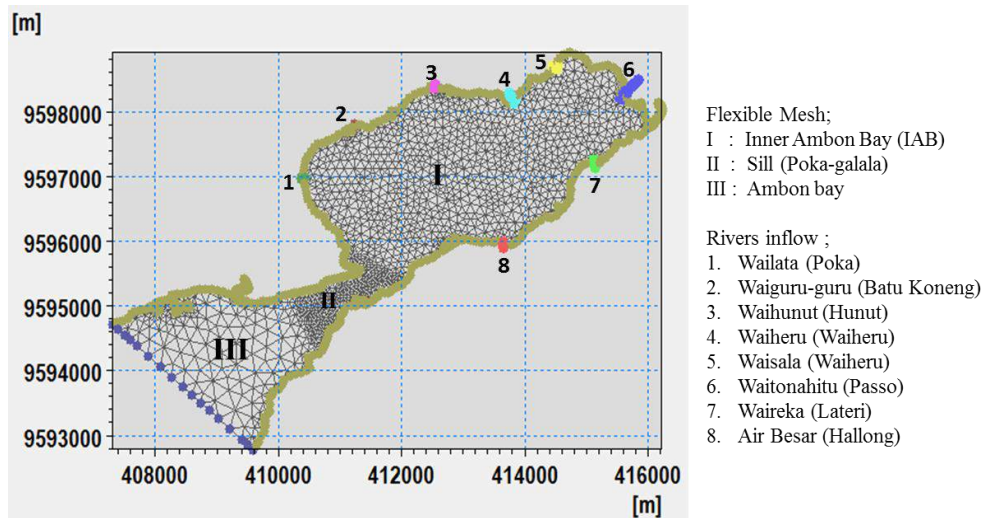 [m]
9598000
9597000
9596000
9595000
9594000
9593000
408000
410000
412000
414000
416000
[m]
1
2
3
4
5
6
7
8
I
II
III
Flexible Mesh;
I : Inner Ambon Bay (IAB)
II : Sill (Poka-galala)
III : Ambon bay
Rivers inflow ;
1. Wailata (Poka)
2. Waiguru-guru (Batu Koneng)
3. Waihunut (Hunut)
4. Waiheru (Waiheru)
5. Waisala (Waiheru)
6. Waitonahitu (Passo)
7. Waireka (Lateri)
8. Air Besar (Hallong)